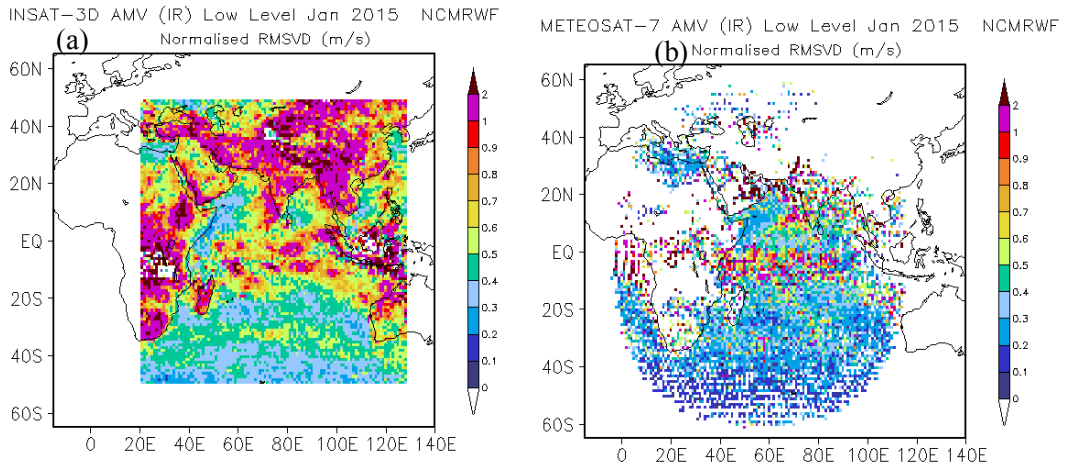 INSAT-3D AMV (IR) Low Level Jan 2015 NCMRWF
(a)
Normalised RMSVD (m/s)
60N
40N
20N
EQ
20S
40S
60S
0
20E
40E
60E
80E
100E
120E
140E
2
1
0.9
0.8
0.7
0.6
0.5
0.4
0.3
0.2
0.1
0
METEOSAT-7 AMV (IR) Low Level Jan 2015 NCMRWF
(b)
Normalised RMSVD (m/s)
60N
40N
20N
EQ
20S
40S
60S
0
20E
40E
60E
80E
100E
120E
140E
2
1
0.9
0.8
0.7
0.6
0.5
0.4
0.3
0.2
0.1
0